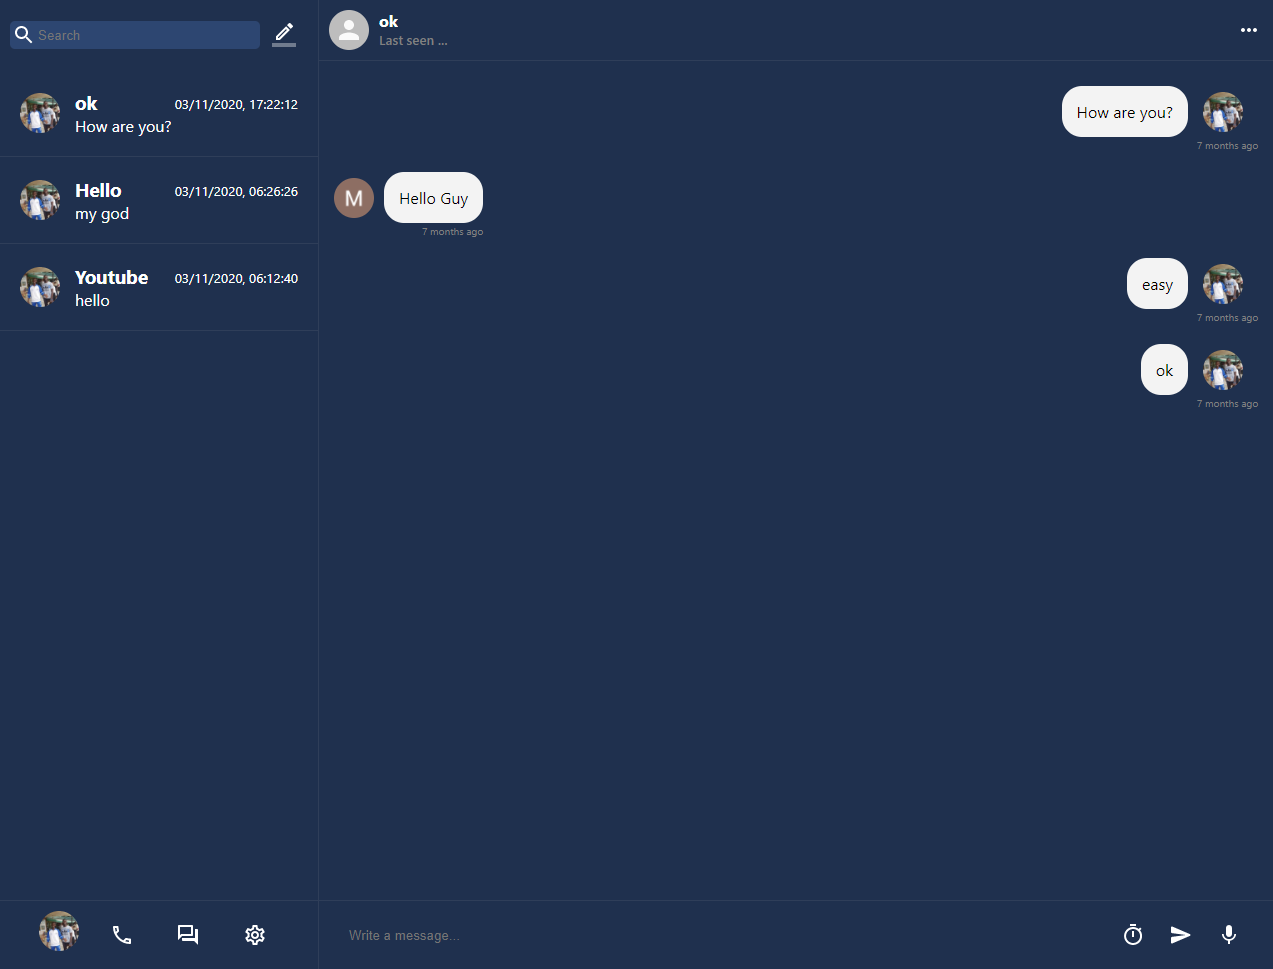 Search
ok
03/11/2020, 17:22:12
How are you?
Hello
03/11/2020, 06:26:26
my god
Youtube
03/11/2020, 06:12:40
hello
ok
Last seen ...
How are you?
7 months ago
M
Hello Guy
7 months ago
easy
7 months ago
ok
7 months ago
Write a message...